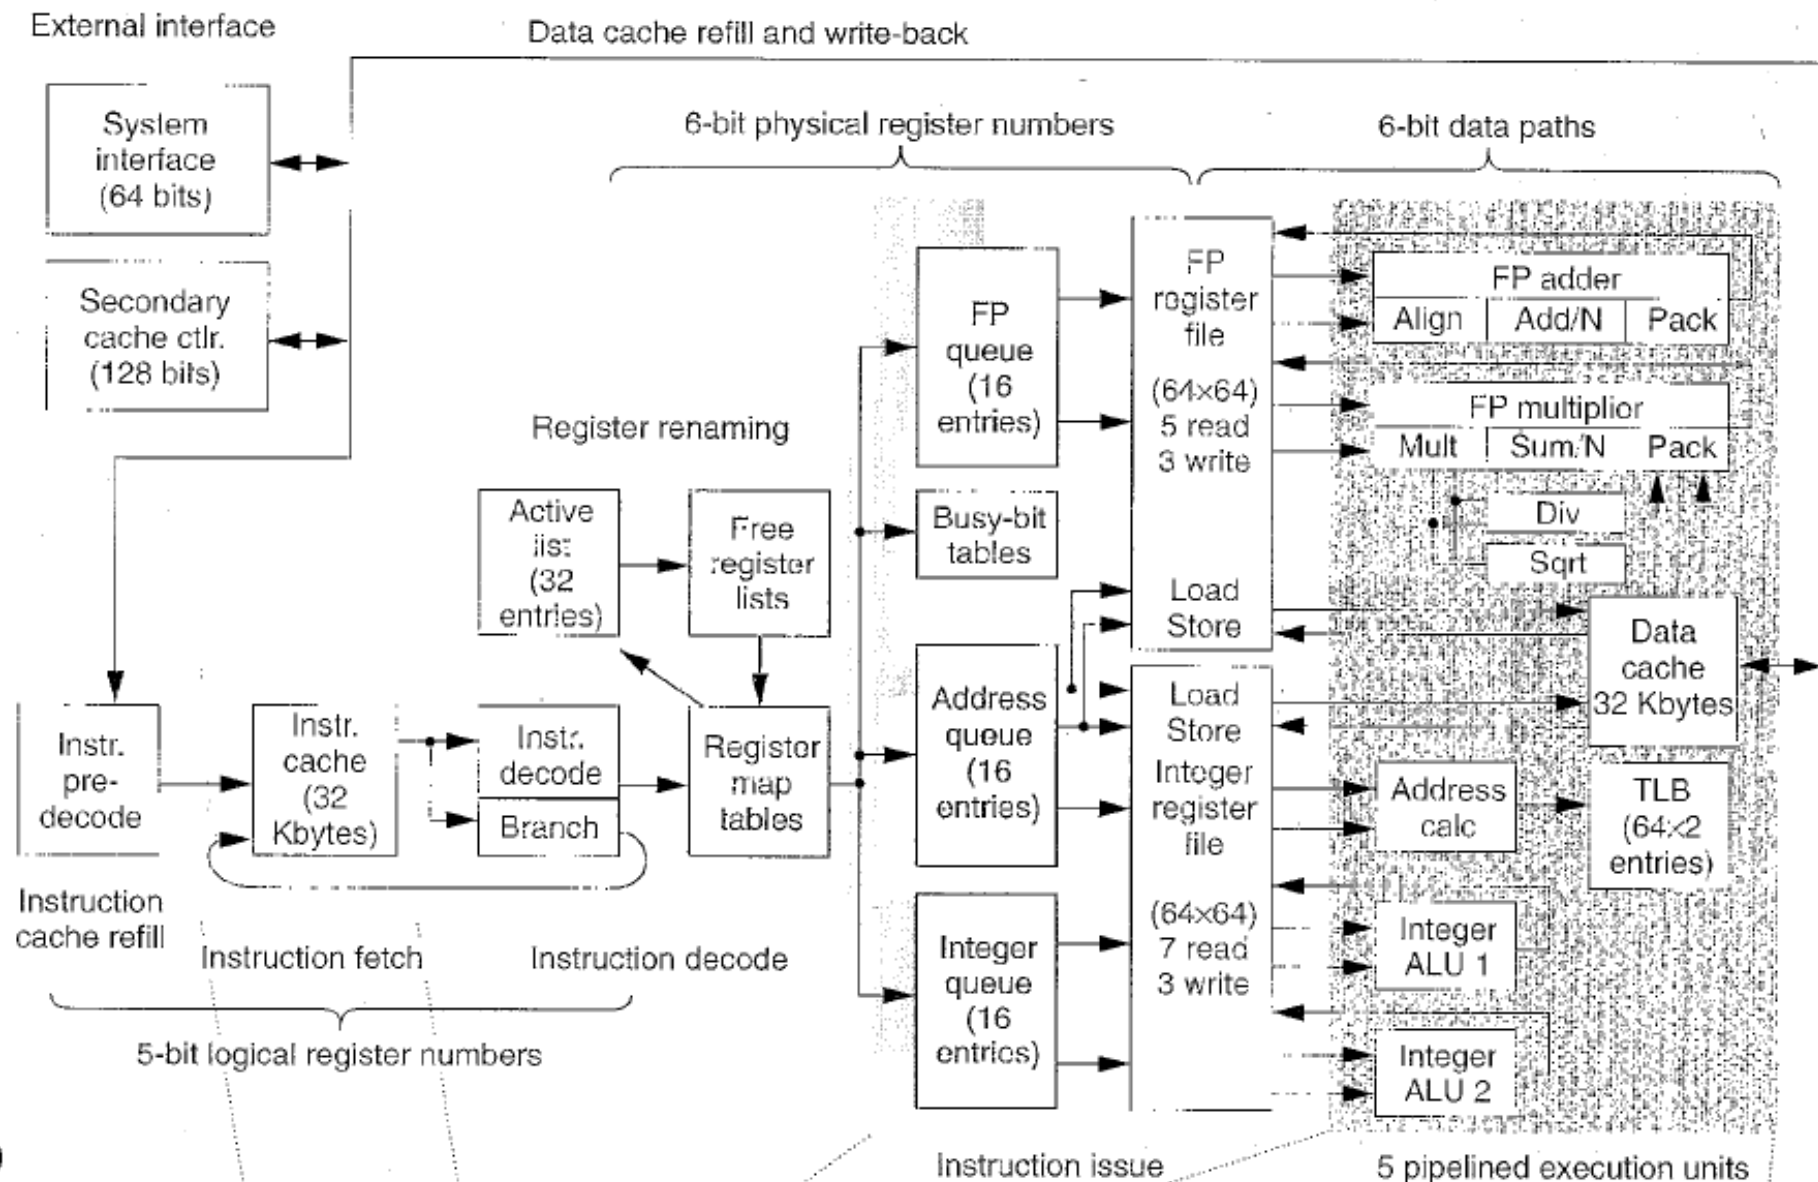 External interface
Data cache refill and write-back
System
interface
(64 bits)
6-bit physical register numbers
6-bit data paths
Secondary
cache ctlr.
(128 bits)
FP
queue
(16
entries)
FP
register
file
(64×64)
5 read
3 write
Load
Store
FP adder
Align
Add/N
Pack
FP multiplior
Mult
Sum/N
Pack
Div
Sqrt
Register renaming
Active
list
(32
entries)
Free
register
lists
Busy-bit
tables
Data
cache
32 Kbytes
Instr.
pre-
decode
Instr.
cache
(32
Kbytes)
Instr.
decode
Branch
Register
map
tables
Address
queue
(16
entries)
Load
Store
Integer
register
file
(64×64)
7 read
3 write
Address
calc
TLB
(64×2
entries)
Instruction
cache refill
Instruction fetch
Instruction decode
Integer
queue
(16
entries)
Integer
ALU 1
Integer
ALU 2
5-bit logical register numbers
Instruction issue
5 pipelined execution units